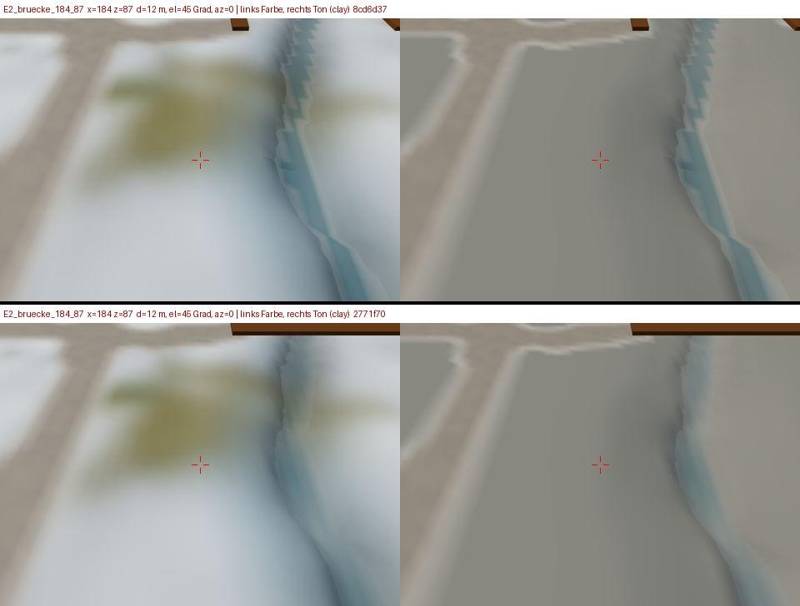 E2_bruecke_184_87 x=184 z=87 d=12 m, el=45 Grad, az=0 | links Farbe, rechts Ton (clay) 8cd6d37
E2_bruecke_184_87 x=184 z=87 d=12 m, el=45 Grad, az=0 | links Farbe, rechts Ton (clay) 2771f70